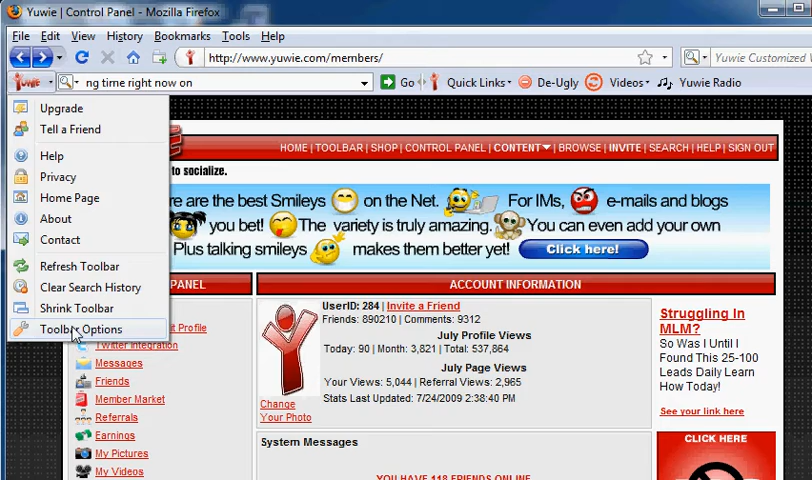 Yuwie | Control Panel - Mozilla Firefox
File Edit View History Bookmarks Tools Help
http://www.yuwie.com/members/
Yuwie Customized
Yuwie
ng time right now on
Go
Quick Links
De-Ugly
Videos
Yuwie Radio
Upgrade
Tell a Friend
Help
Privacy
Home Page
About
Contact
Refresh Toolbar
Clear Search History
Shrink Toolbar
Toolbar Options
HOME | TOOLBAR | SHOP | CONTROL PANEL | CONTENT | BROWSE | INVITE | SEARCH | HELP | SIGN OUT
to socialize.
re are the best Smileys on the Net. For IMs, e-mails and blogs
you bet! The variety is truly amazing. You can even add your own
Plus talking smileys makes them better yet! Click here!
PANEL
it Profile
Twitter Integration
Messages
Friends
Member Market
Referrals
Earnings
My Pictures
My Videos
ACCOUNT INFORMATION
Change
Your Photo
UserID: 284 | Invite a Friend
Friends: 890210 | Comments: 9312
July Profile Views
Today: 90 | Month: 3,821 | Total: 537,864
July Page Views
Your Views: 5,044 | Referral Views: 2,965
Stats Last Updated: 7/24/2009 2:38:40 PM
System Messages
YOU HAVE 118 FRIENDS ONLINE
Struggling In
MLM?
So Was I Until I
Found This 25-100
Leads Daily Learn
How Today!
See your link here
CLICK HERE